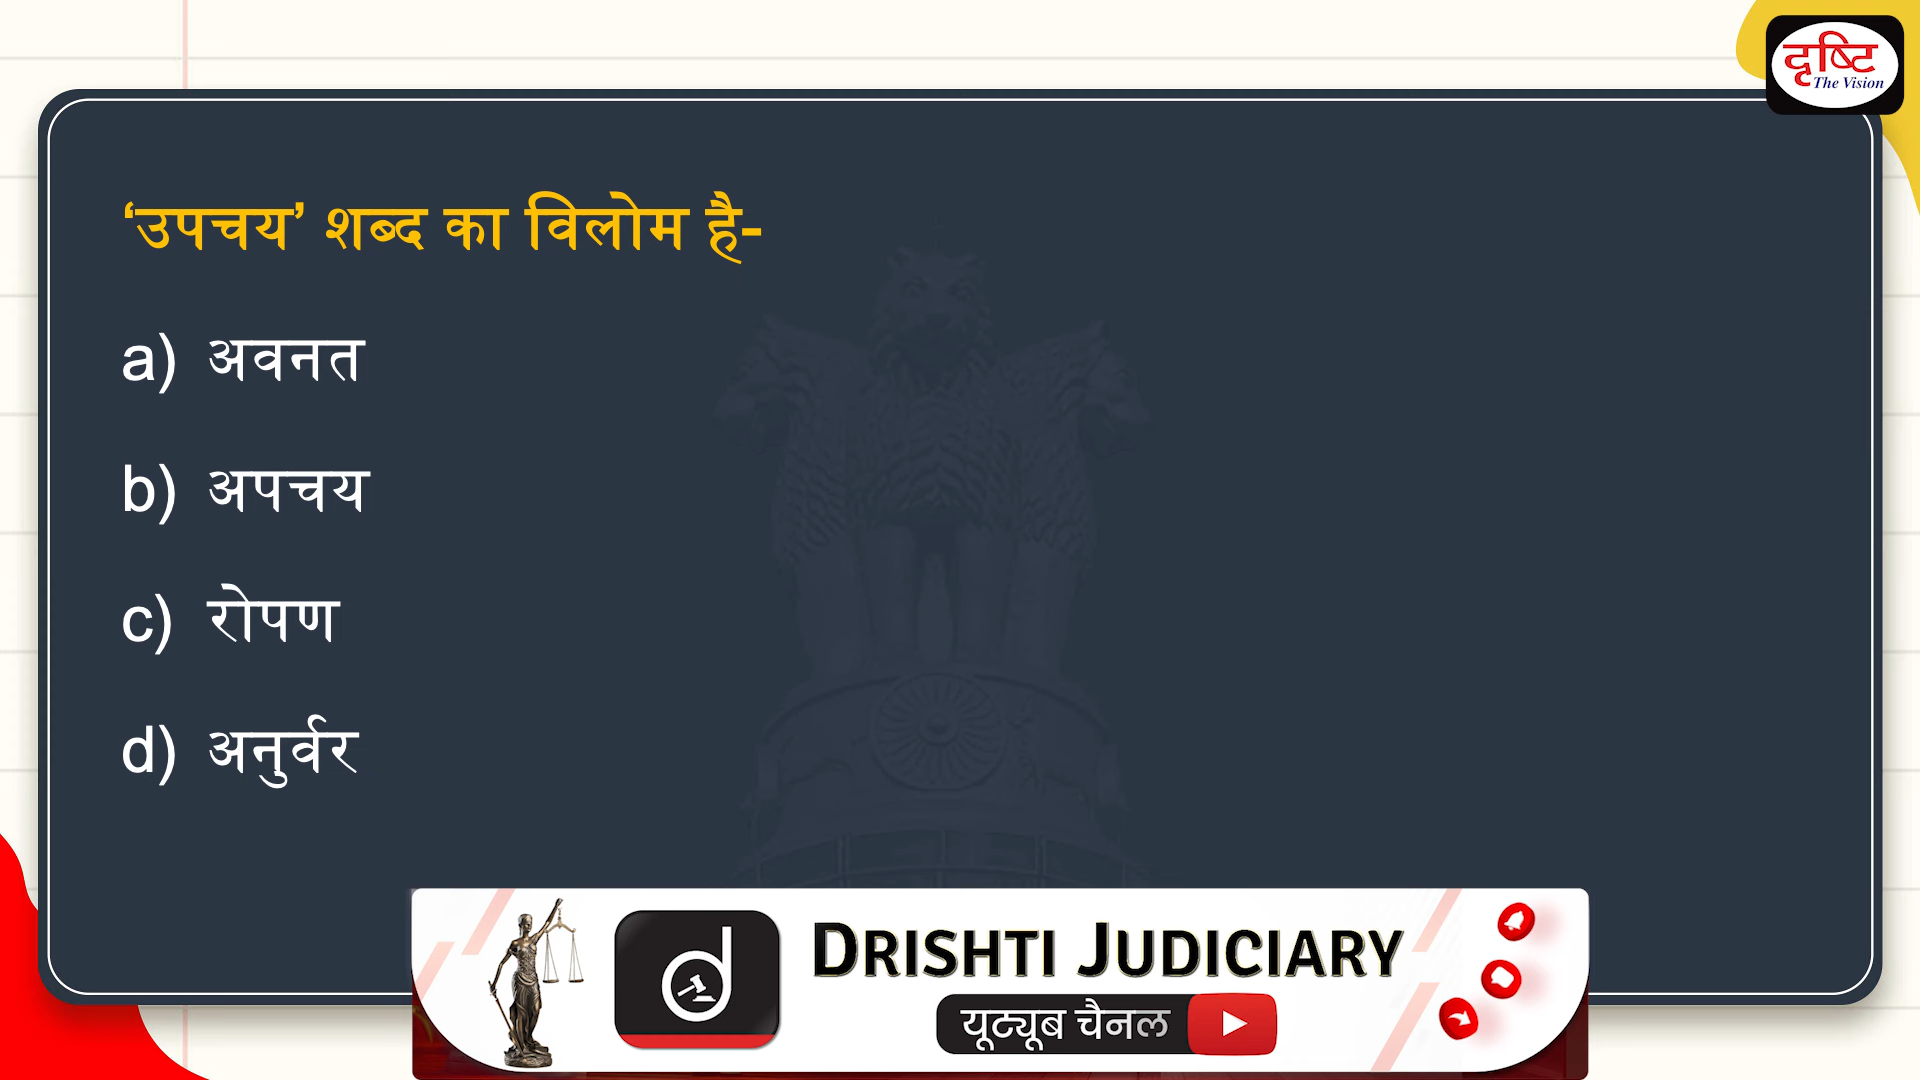 दृष्टि
The Vision
‘उपचय’ शब्द का विलोम है-
a) अवनत
b) अपचय
c) रोपण
d) अनुर्वर
DRISHTI JUDICIARY
यूट्यूब चैनल